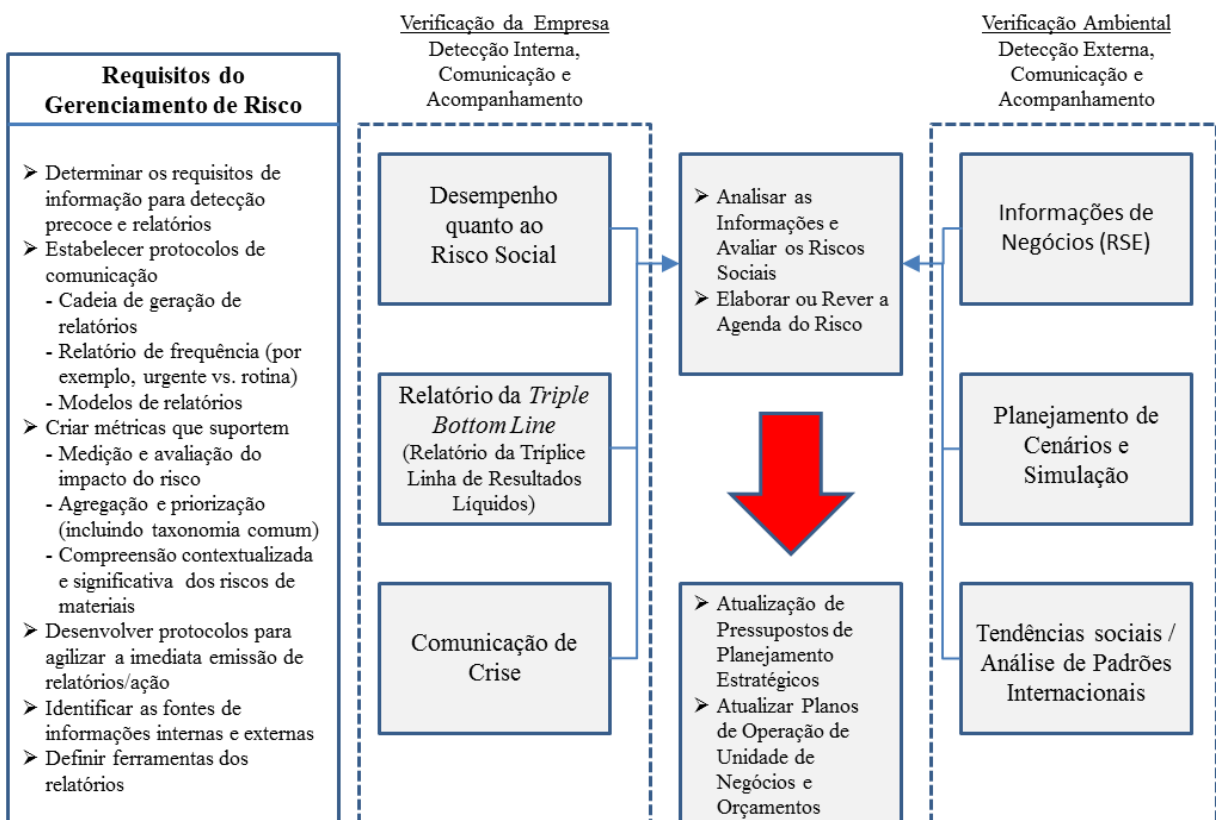 Requisitos do
Gerenciamento de Risco
➤ Determinar os requisitos de
informação para detecção
precoce e relatórios
➤ Estabelecer protocolos de
comunicação
- Cadeia de geração de
relatórios
- Relatório de frequência (por
exemplo, urgente vs. rotina)
- Modelos de relatórios
➤ Criar métricas que suportem
- Medição e avaliação do
impacto do risco
- Agregação e priorização
(incluindo taxonomia comum)
- Compreensão contextualizada
e significativa dos riscos de
materiais
➤ Desenvolver protocolos para
agilizar a imediata emissão de
relatórios/ação
➤ Identificar as fontes de
informações internas e externas
➤ Definir ferramentas dos
relatórios
Verificação da Empresa
Detecção Interna,
Comunicação e
Acompanhamento
Desempenho
quanto ao
Risco Social
Relatório da Triple
Bottom Line
(Relatório da Tríplice
Linha de Resultados
Líquidos)
Comunicação de
Crise
➤ Analisar as
Informações e
Avaliar os Riscos
Sociais
➤ Elaborar ou Rever a
Agenda do Risco
➤ Atualização de
Pressupostos de
Planejamento
Estratégicos
➤ Atualizar Planos
de Operação de
Unidade de
Negócios e
Orçamentos
Verificação Ambiental
Detecção Externa,
Comunicação e
Acompanhamento
Informações de
Negócios (RSE)
Planejamento de
Cenários e
Simulação
Tendências sociais /
Análise de Padrões
Internacionais